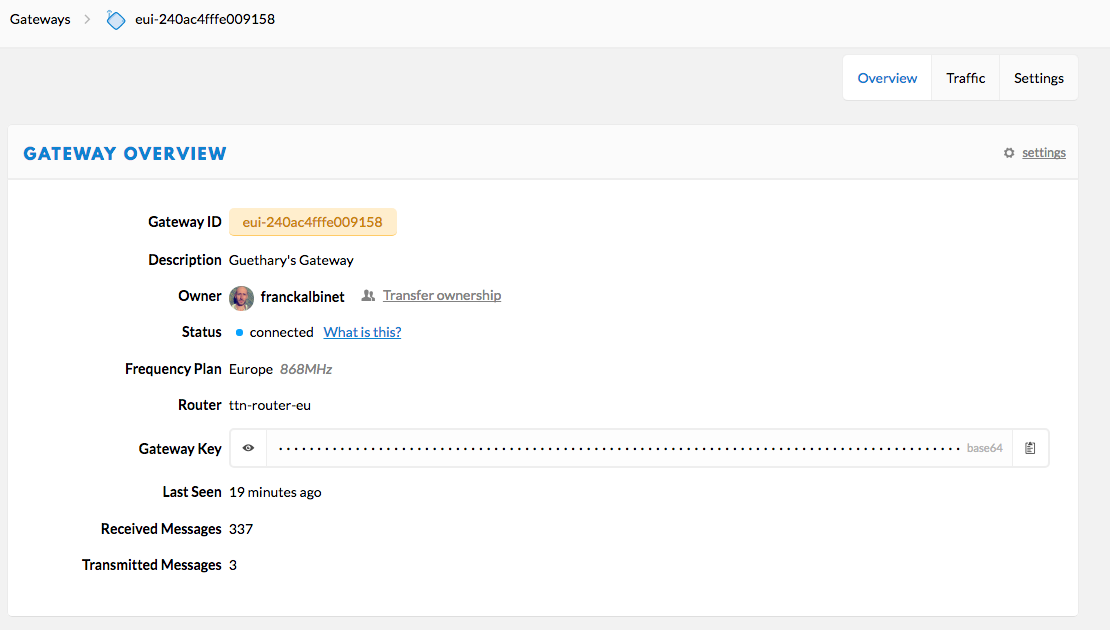 Gateways > eui-240ac4fffe009158
Overview Traffic Settings
GATEWAY OVERVIEW settings
Gateway ID eui-240ac4fffe009158
Description Guethary's Gateway
Owner franckalbinet Transfer ownership
Status connected What is this?
Frequency Plan Europe 868MHz
Router ttn-router-eu
Gateway Key base64
Last Seen 19 minutes ago
Received Messages 337
Transmitted Messages 3